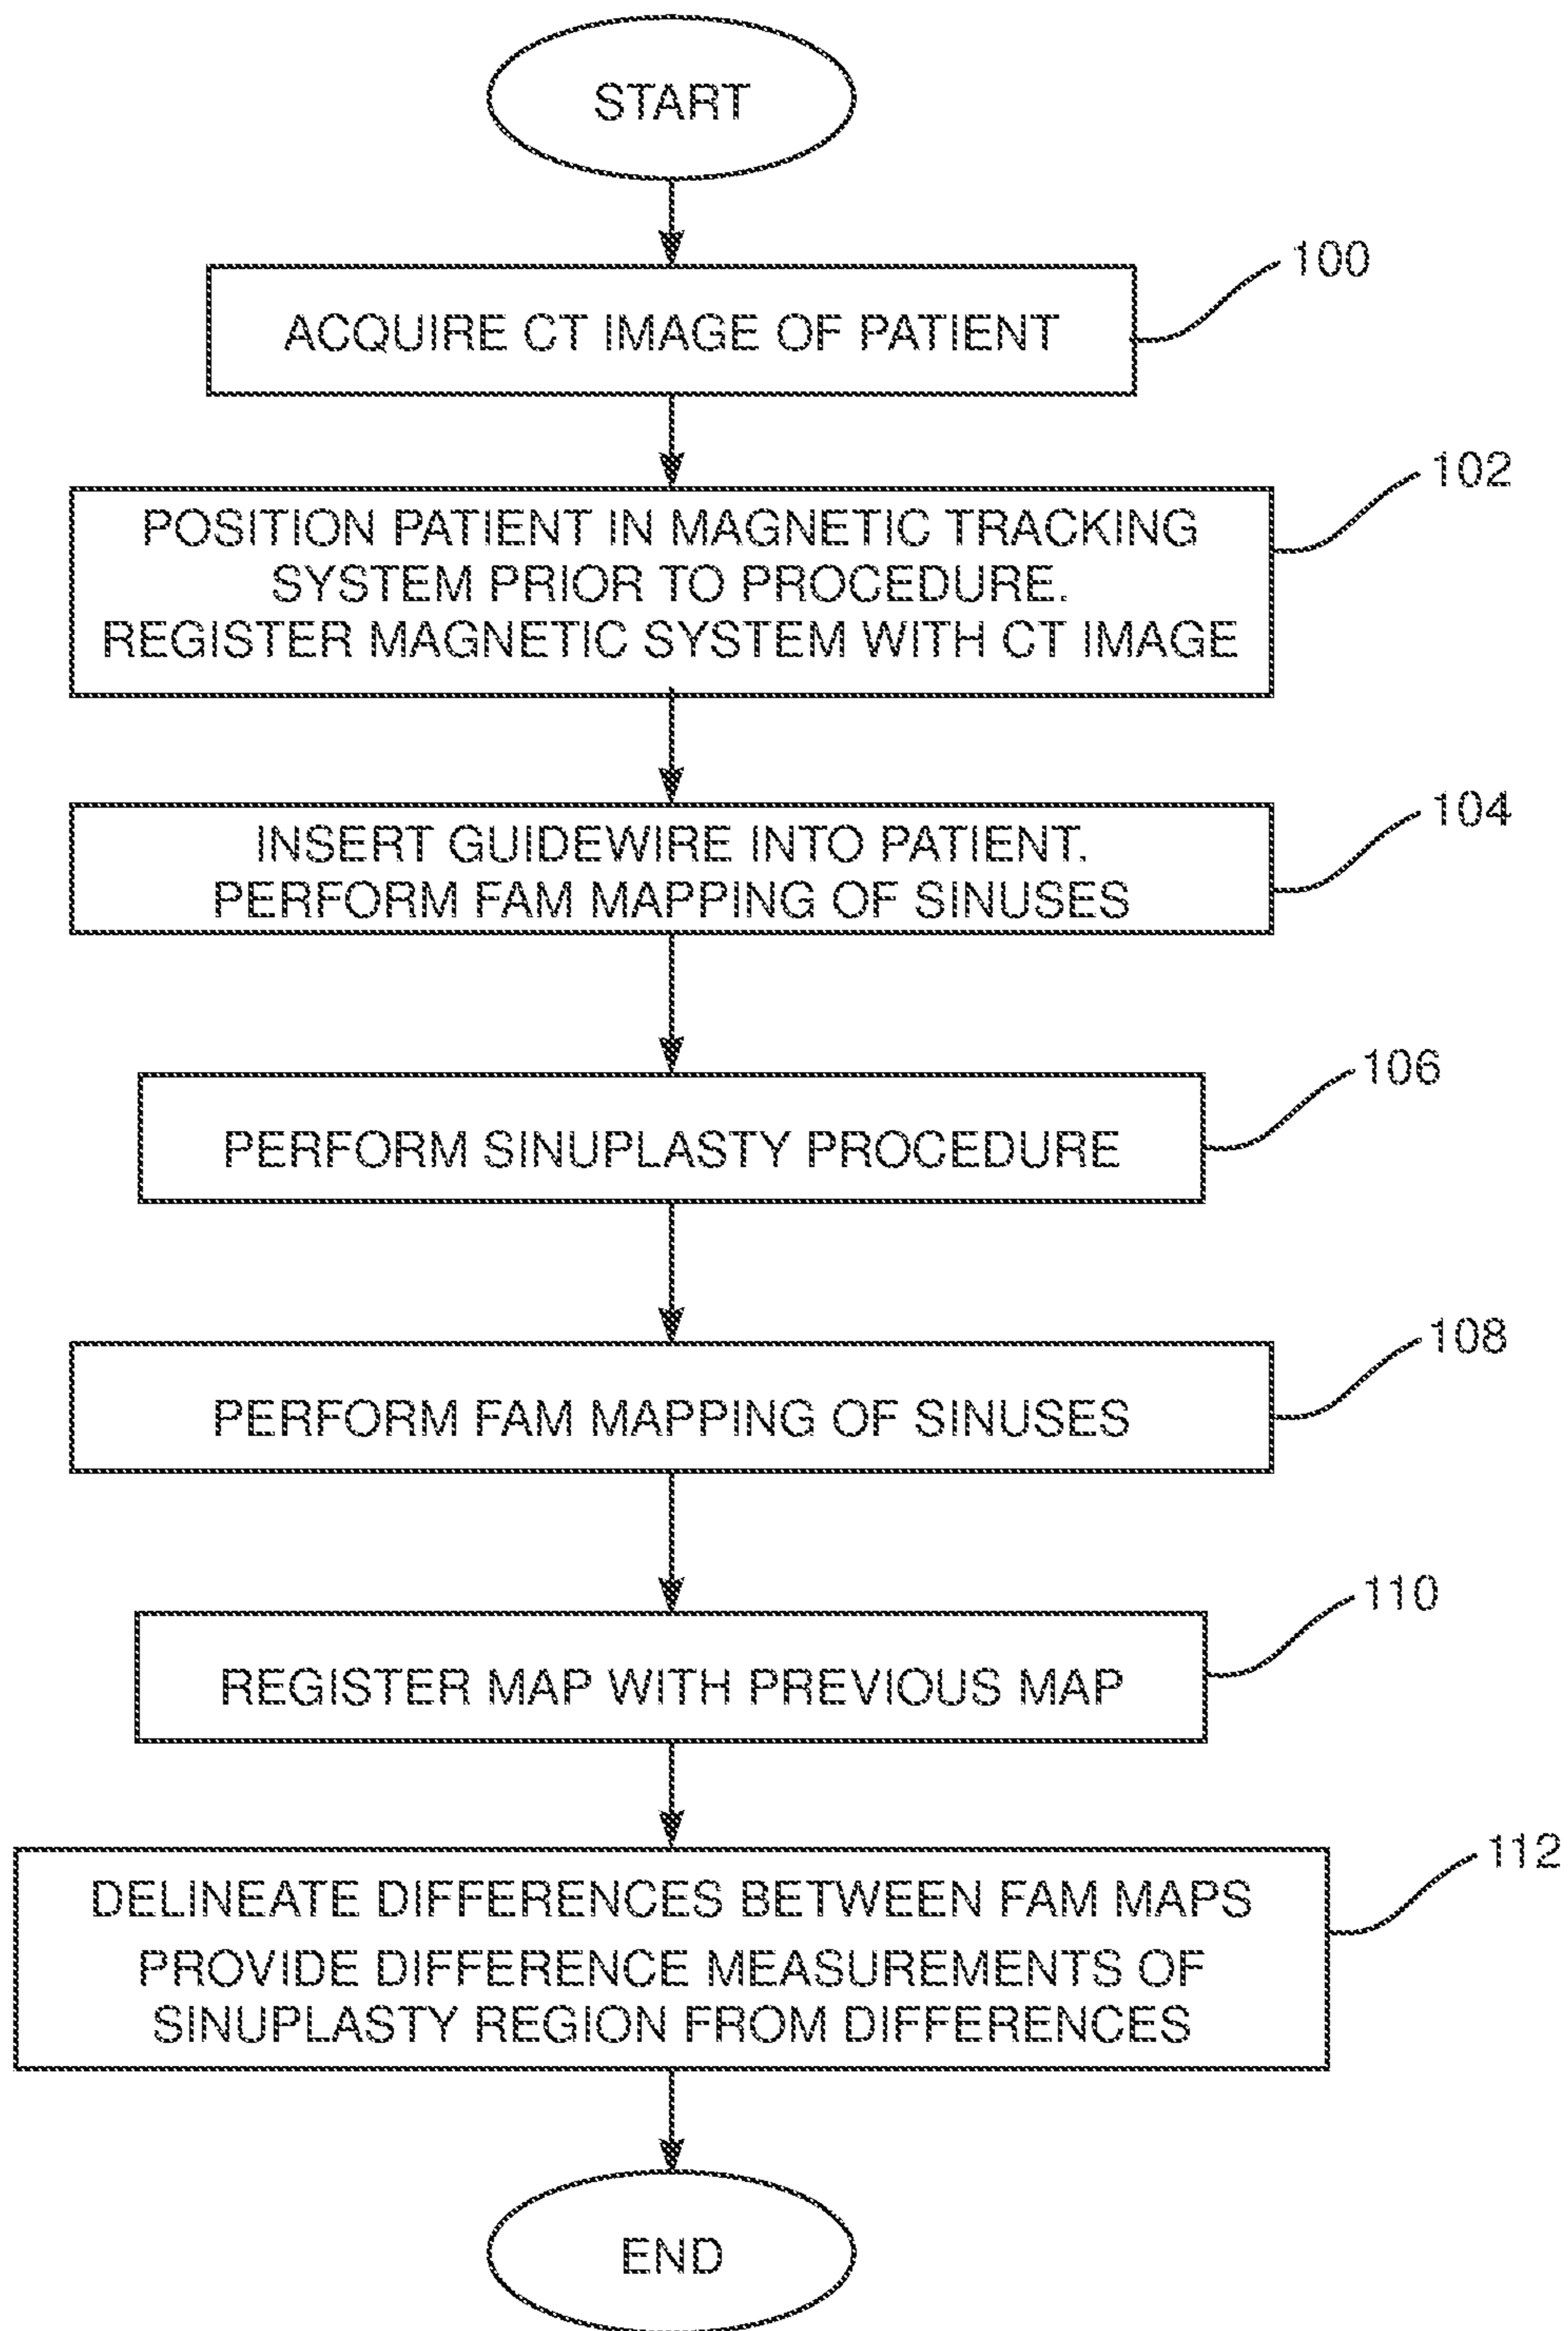 START
100
ACQUIRE CT IMAGE OF PATIENT
102
POSITION PATIENT IN MAGNETIC TRACKING
SYSTEM PRIOR TO PROCEDURE.
REGISTER MAGNETIC SYSTEM WITH CT IMAGE
104
INSERT GUIDEWIRE INTO PATIENT.
PERFORM FAM MAPPING OF SINUSES
106
PERFORM SINUPLASTY PROCEDURE
108
PERFORM FAM MAPPING OF SINUSES
110
REGISTER MAP WITH PREVIOUS MAP
112
DELINEATE DIFFERENCES BETWEEN FAM MAPS
PROVIDE DIFFERENCE MEASUREMENTS OF
SINUPLASTY REGION FROM DIFFERENCES
END